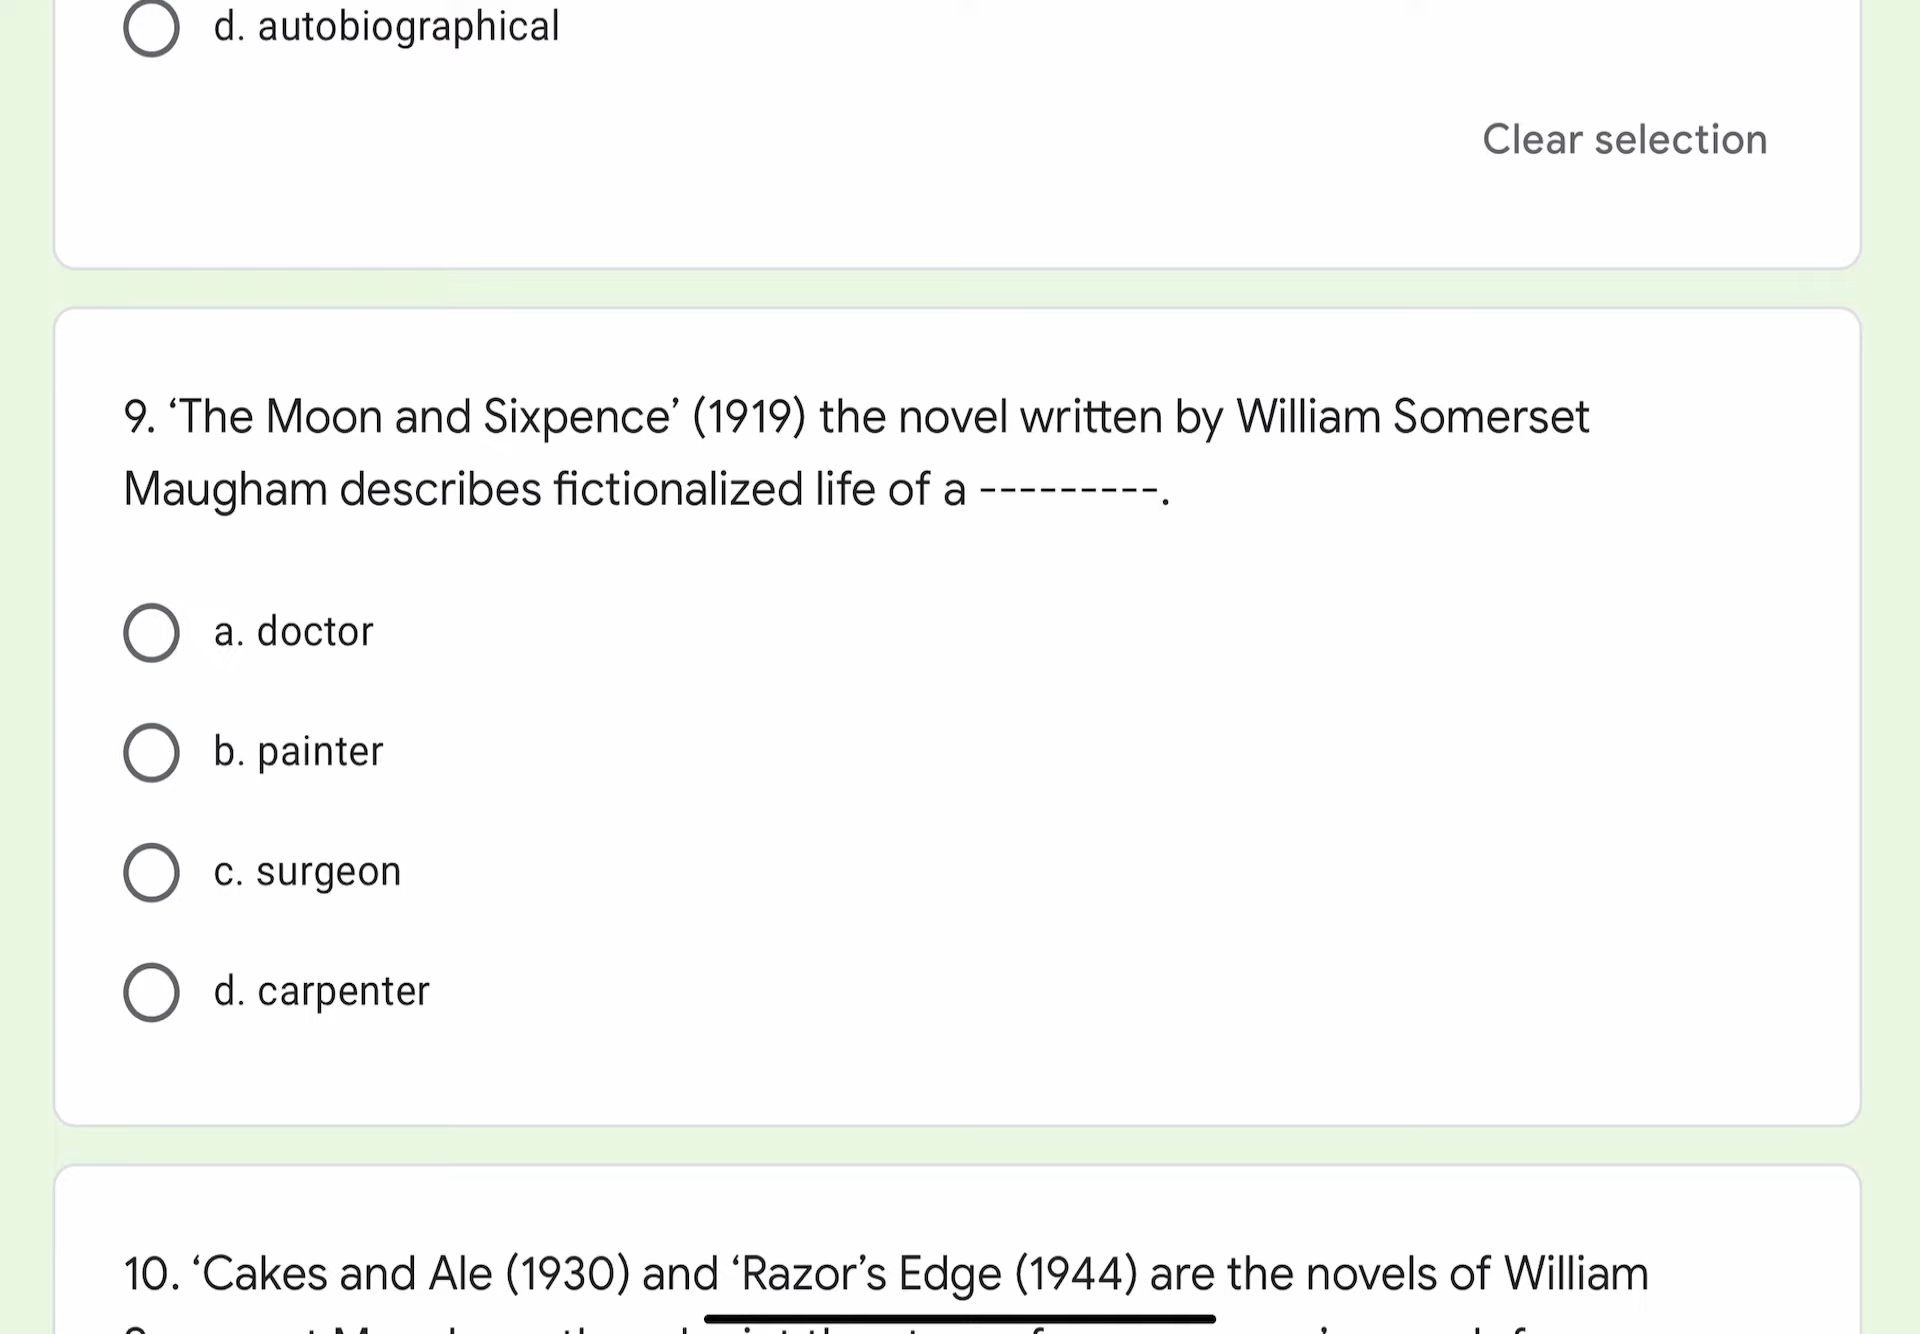 d. autobiographical
Clear selection
9. ‘The Moon and Sixpence’ (1919) the novel written by William Somerset
Maugham describes fictionalized life of a ---------.
a. doctor
b. painter
c. surgeon
d. carpenter
10. ‘Cakes and Ale (1930) and ‘Razor’s Edge (1944) are the novels of William